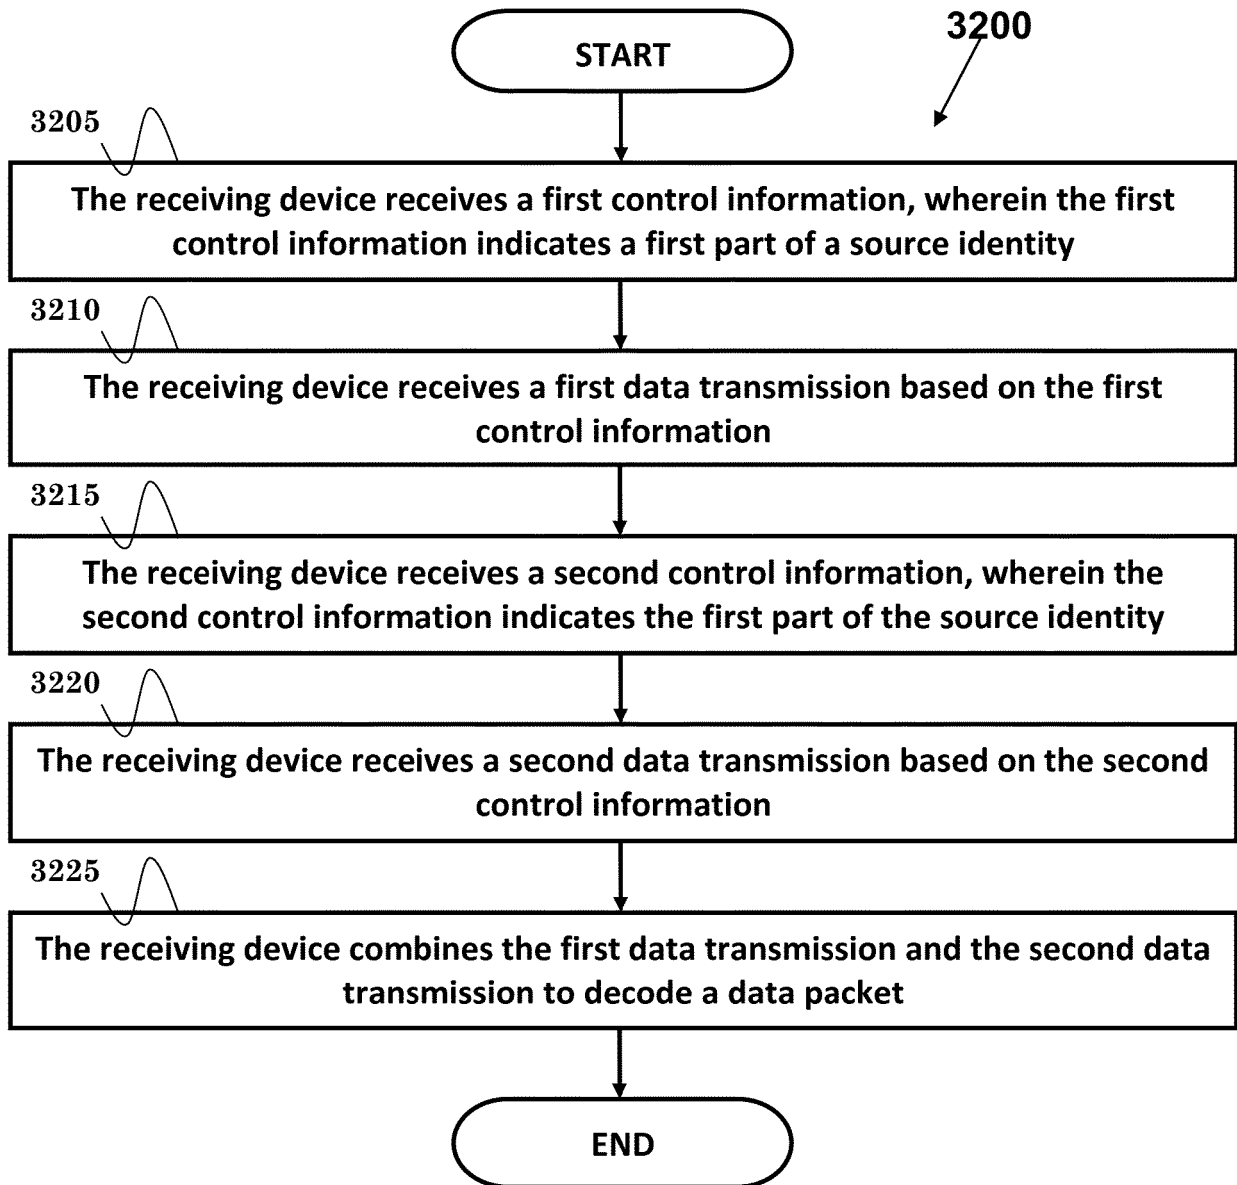 START
3200
3205
The receiving device receives a first control information, wherein the first
control information indicates a first part of a source identity
3210
The receiving device receives a first data transmission based on the first
control information
3215
The receiving device receives a second control information, wherein the
second control information indicates the first part of the source identity
3220
The receiving device receives a second data transmission based on the second
control information
3225
The receiving device combines the first data transmission and the second data
transmission to decode a data packet
END